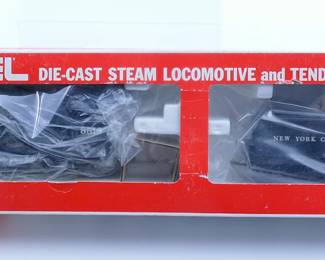 EL DIE-CAST STEAM LOCOMOTIVE and TEND
NEW YORK C